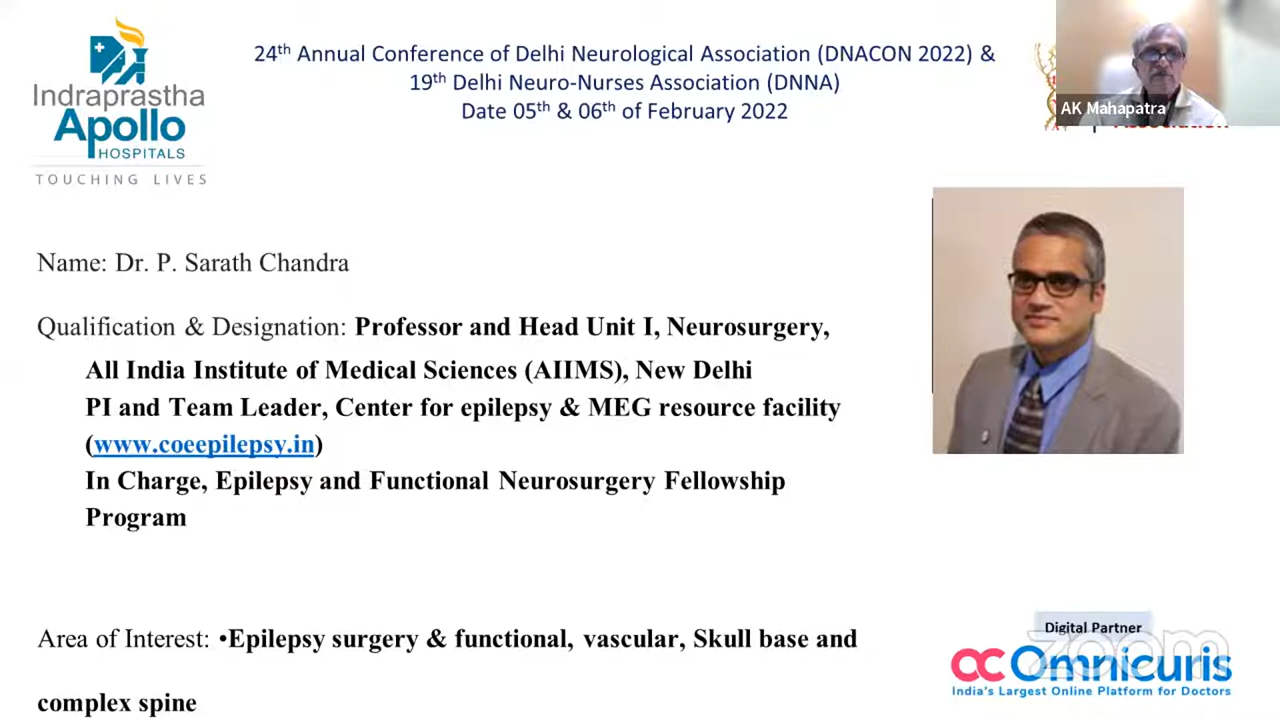 Indraprastha
Apollo
HOSPITALS
TOUCHING LIVES
24th Annual Conference of Delhi Neurological Association (DNACON 2022) &
19th Delhi Neuro-Nurses Association (DNNA)
Date 05th & 06th of February 2022
AK Mahapatra
Name: Dr. P. Sarath Chandra
Qualification & Designation: Professor and Head Unit I, Neurosurgery,
All India Institute of Medical Sciences (AIIMS), New Delhi
PI and Team Leader, Center for epilepsy & MEG resource facility
(www.coeepilepsy.in)
In Charge, Epilepsy and Functional Neurosurgery Fellowship
Program
Area of Interest: •Epilepsy surgery & functional, vascular, Skull base and
complex spine
Digital Partner
zoom
Omnicuris
India's Largest Online Platform for Doctors